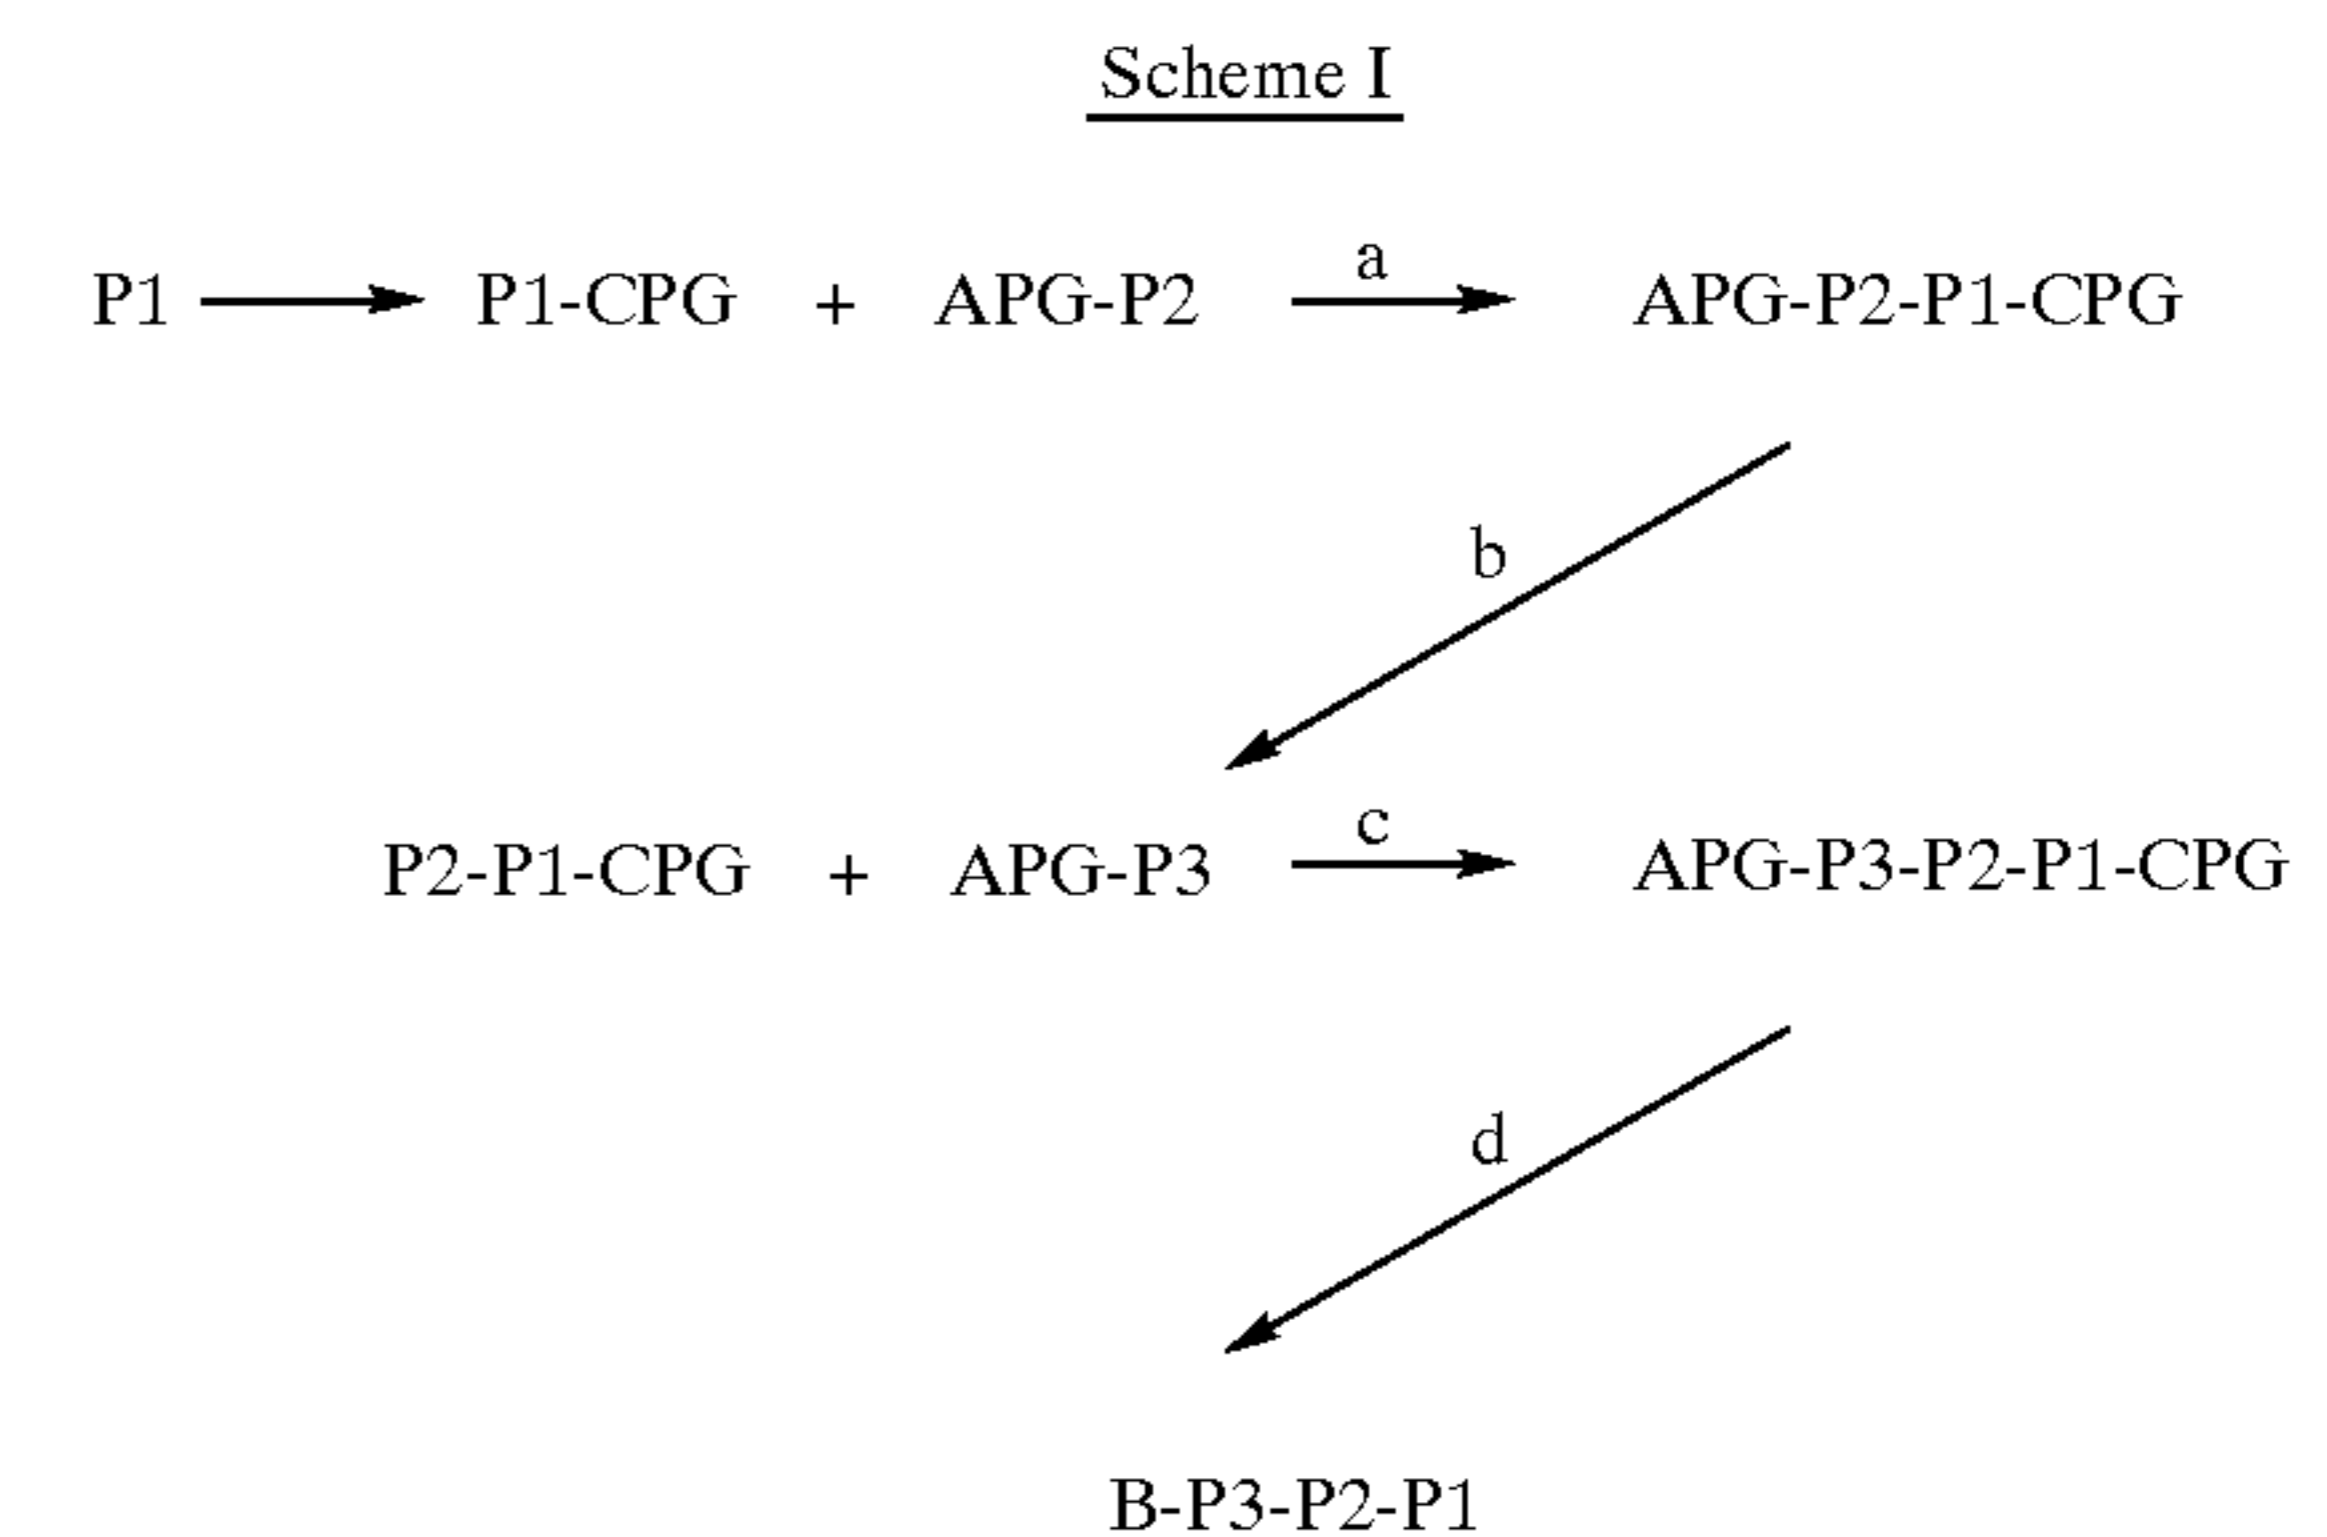 Scheme I
P1 P1-CPG + APG-P2 a APG-P2-P1-CPG
b
P2-P1-CPG + APG-P3 c APG-P3-P2-P1-CPG
d
B-P3-P2-P1